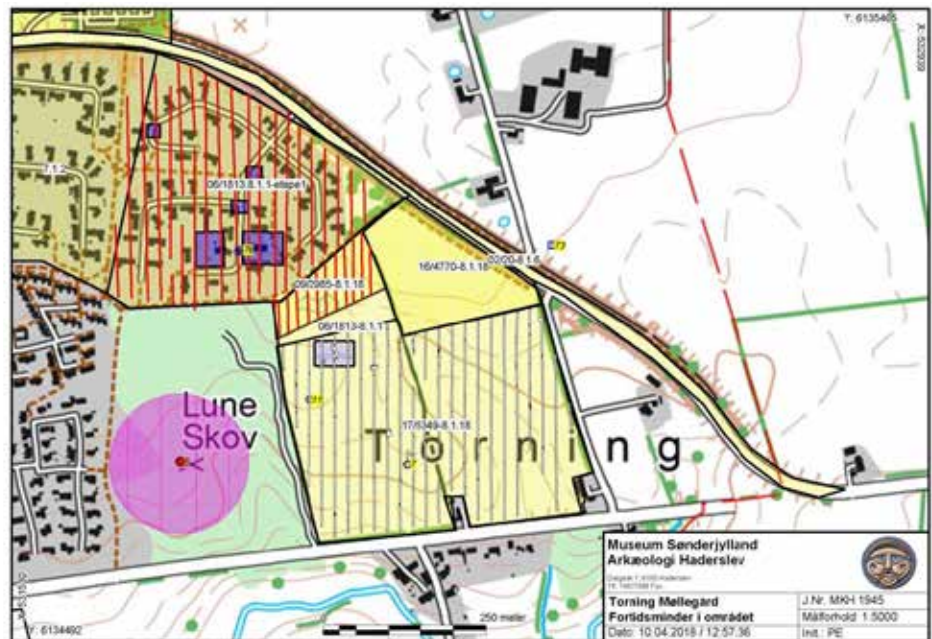 Y: 6135465
7.1.2
06/1813.8.1.1-etape1
16/4770-8.1.18
02/20-8.1.6
09/2985-8.1.18
06/1813-8.1.1
17/5349-8.1.18
Lune
Skov
Torning
250 meter
Y: 6134492
Museum Sønderjylland
Arkæologi Haderslev
Torning Møllegård
J.Nr. MKH 1945
Fortidsminder i området
Målforhold 1:5000
Dato: 10.04.2018 / 12:57:36
Init.: PE